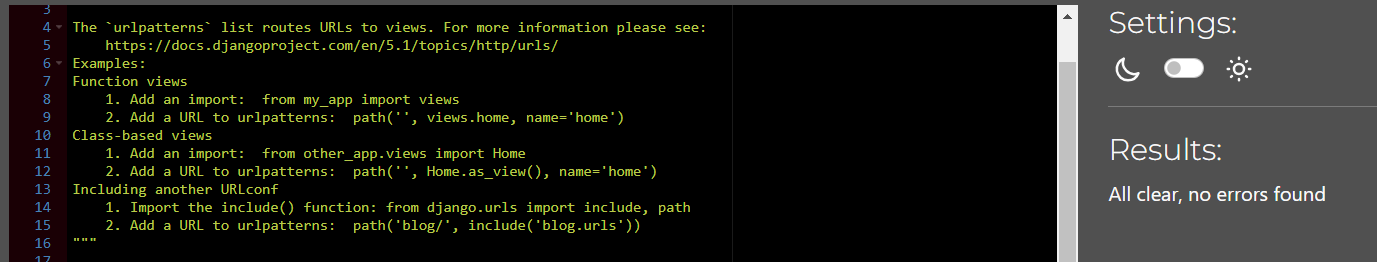 3
4 The `urlpatterns` list routes URLs to views. For more information please see:
5     https://docs.djangoproject.com/en/5.1/topics/http/urls/
6 Examples:
7 Function views
8     1. Add an import:  from my_app import views
9     2. Add a URL to urlpatterns:  path('', views.home, name='home')
10 Class-based views
11     1. Add an import:  from other_app.views import Home
12     2. Add a URL to urlpatterns:  path('', Home.as_view(), name='home')
13 Including another URLconf
14     1. Import the include() function: from django.urls import include, path
15     2. Add a URL to urlpatterns:  path('blog/', include('blog.urls'))
16 """
17
Settings:
Results:
All clear, no errors found